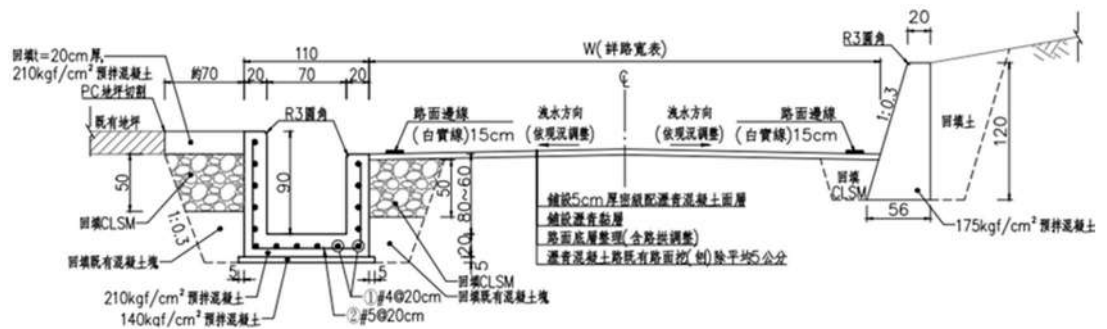 20
W(詳路寬表)
R3圓角
回填t=20cm厚,
210kgf/cm² 預拌混凝土
110
約70
20
70
20
PC地坪切割
R3圓角
路面邊線
(白實線)15cm
洩水方向
(依現況調整)
洩水方向
(依現況調整)
路面邊線
(白實線)15cm
1:0.3
回填土
120
既有地坪
50
90
50
80~60
20
5
回填
CLSM
56
175kgf/cm² 預拌混凝土
回填CLSM
1:0.3
回填既有混凝土塊
舖設5cm厚密級配瀝青混凝土面層
舖設瀝青黏層
路面底層整理(含路拱調整)
瀝青混凝土路既有路面挖(刨)除平均5公分
5
5
回填CLSM
回填既有混凝土塊
210kgf/cm² 預拌混凝土
①#4@20cm
140kgf/cm² 預拌混凝土
②#5@20cm